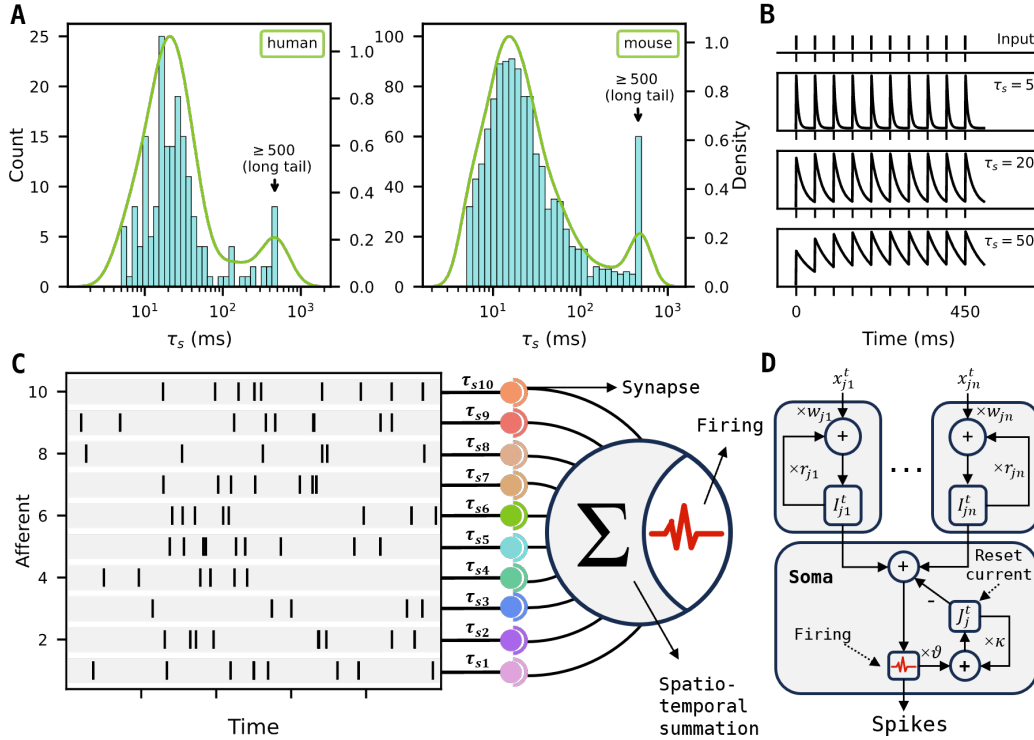 A
25
20
15
10
5
0
Count
human
≥ 500
(long tail)
1.0
0.8
0.6
0.4
0.2
0.0
10¹
10²
10³
τₛ (ms)
100
80
60
40
20
0
mouse
≥ 500
(long tail)
1.0
0.8
0.6
0.4
0.2
0.0
Density
10¹
10²
10³
τₛ (ms)
B
Input
τₛ = 5
τₛ = 20
τₛ = 50
0
450
Time (ms)
C
Afferent
10
8
6
4
2
Time
τₛ₁₀
τₛ₉
τₛ₈
τₛ₇
τₛ₆
τₛ₅
τₛ₄
τₛ₃
τₛ₂
τₛ₁
Synapse
Firing
Σ
Spatio-
temporal
summation
D
x_{j1}^t
x_{jn}^t
×w_{j1}
×w_{jn}
+
+
×r_{j1}
. . .
×r_{jn}
I_{j1}^t
I_{jn}^t
Soma
+
Reset
current
-
J_j^t
Firing
×ϑ
×κ
+
Spikes